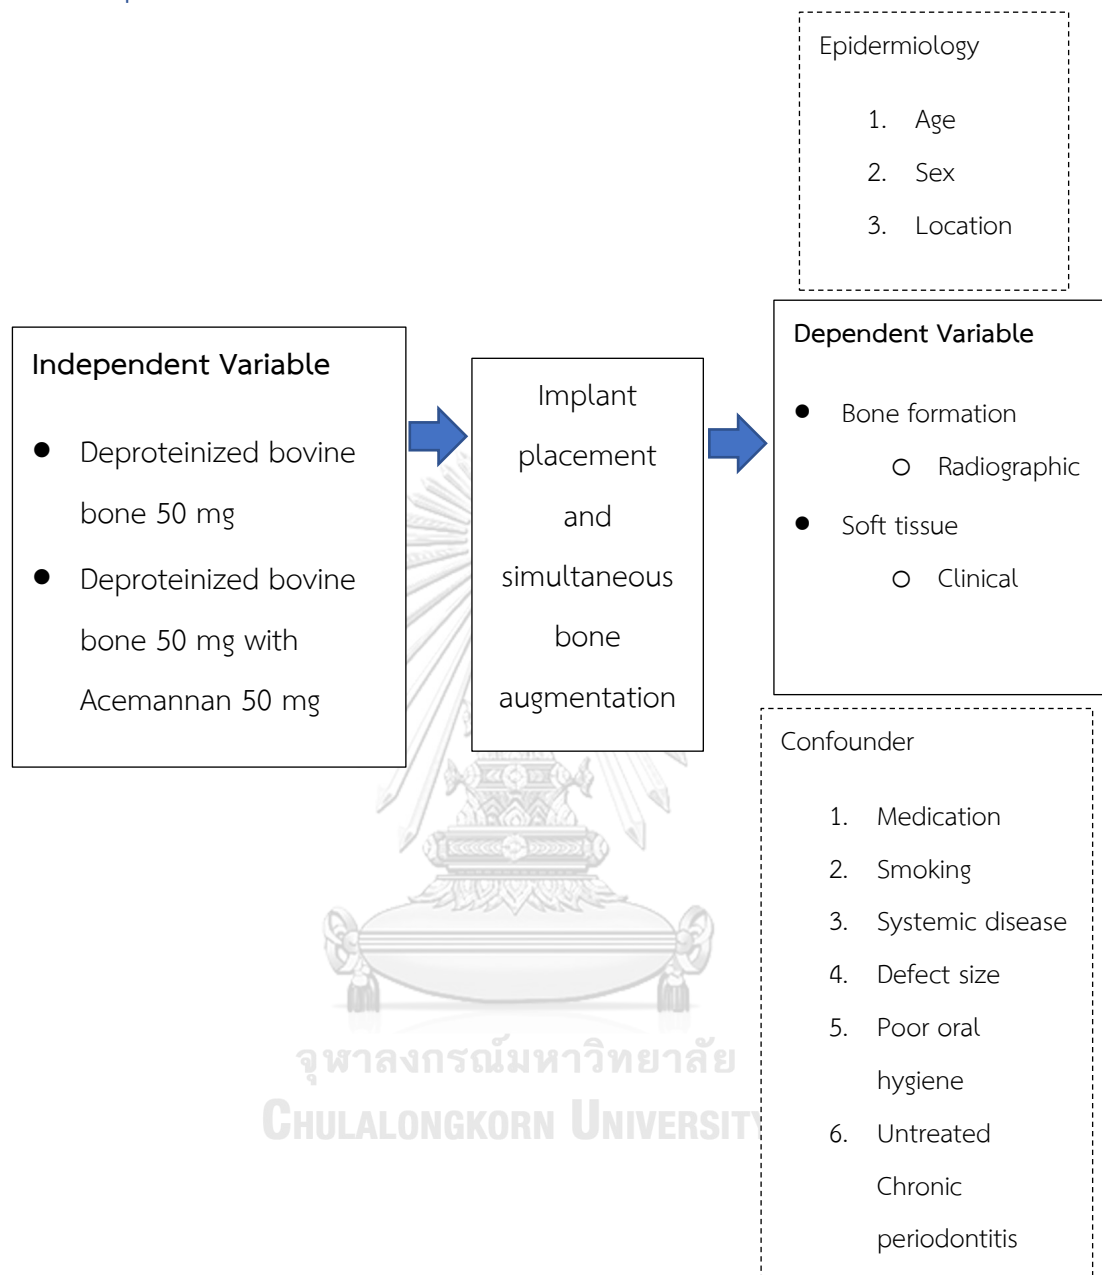 Epidermiology
1. Age
2. Sex
3. Location
Independent Variable
● Deproteinized bovine
bone 50 mg
● Deproteinized bovine
bone 50 mg with
Acemannan 50 mg
Implant
placement
and
simultaneous
bone
augmentation
Dependent Variable
● Bone formation
○ Radiographic
● Soft tissue
○ Clinical
Confounder
1. Medication
2. Smoking
3. Systemic disease
4. Defect size
5. Poor oral
hygiene
6. Untreated
Chronic
periodontitis
จุฬาลงกรณ์มหาวิทยาลัย
CHULALONGKORN UNIVERSITY